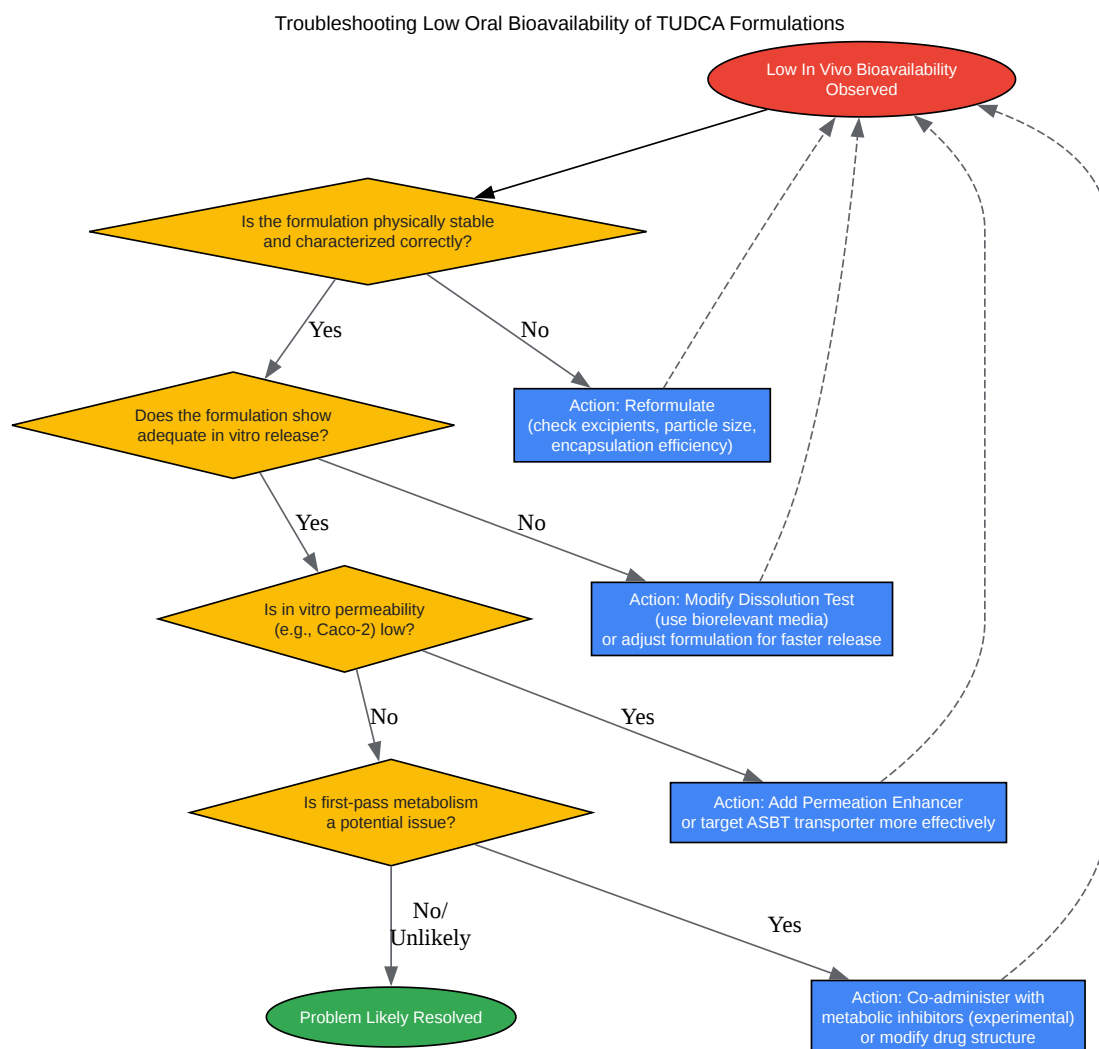 Troubleshooting Low Oral Bioavailability of TUDCA Formulations
Low In Vivo Bioavailability
Observed
Is the formulation physically stable
and characterized correctly?
Yes
No
Does the formulation show
adequate in vitro release?
Action: Reformulate
(check excipients, particle size,
encapsulation efficiency)
Yes
No
Is in vitro permeability
(e.g., Caco-2) low?
Action: Modify Dissolution Test
(use biorelevant media)
or adjust formulation for faster release
No
Yes
Is first-pass metabolism
a potential issue?
Action: Add Permeation Enhancer
or target ASBT transporter more effectively
No/
Unlikely
Yes
Problem Likely Resolved
Action: Co-administer with
metabolic inhibitors (experimental)
or modify drug structure